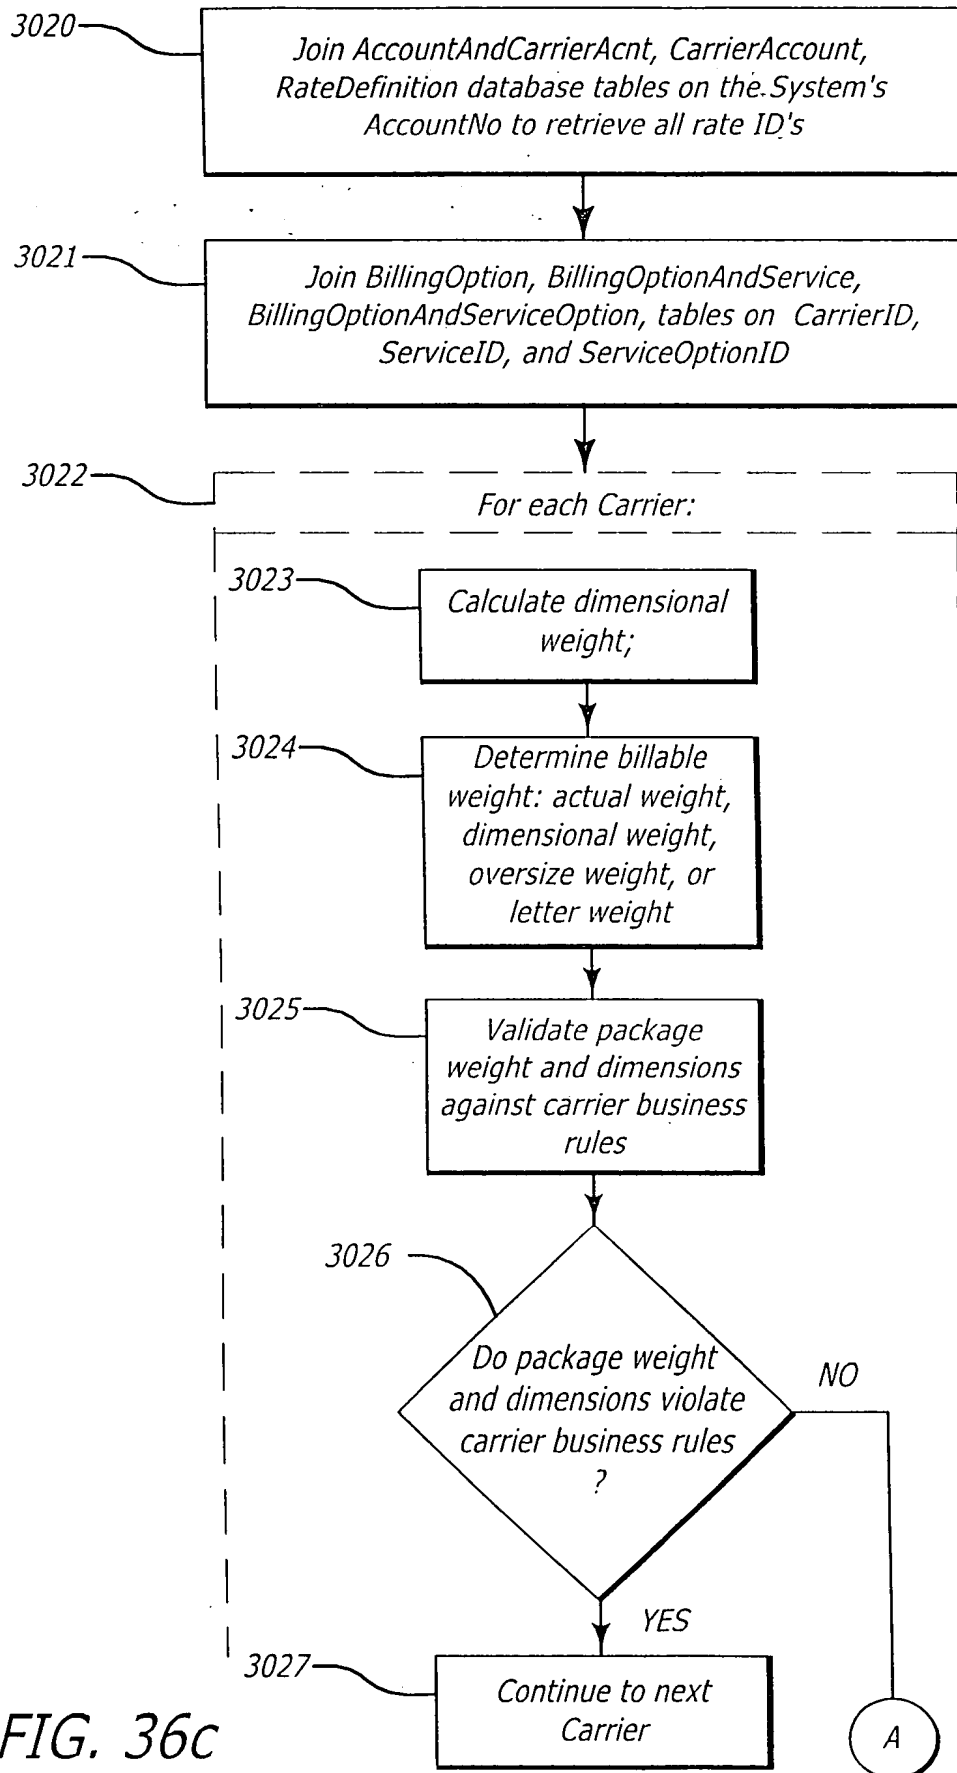 3020
Join AccountAndCarrierAcnt, CarrierAccount,
RateDefinition database tables on the System's
AccountNo to retrieve all rate ID's
3021
Join BillingOption, BillingOptionAndService,
BillingOptionAndServiceOption, tables on CarrierID,
ServiceID, and ServiceOptionID
3022
For each Carrier:
3023
Calculate dimensional
weight;
3024
Determine billable
weight: actual weight,
dimensional weight,
oversize weight, or
letter weight
3025
Validate package
weight and dimensions
against carrier business
rules
3026
Do package weight
and dimensions violate
carrier business rules
?
NO
YES
3027
Continue to next
Carrier
A
FIG. 36c